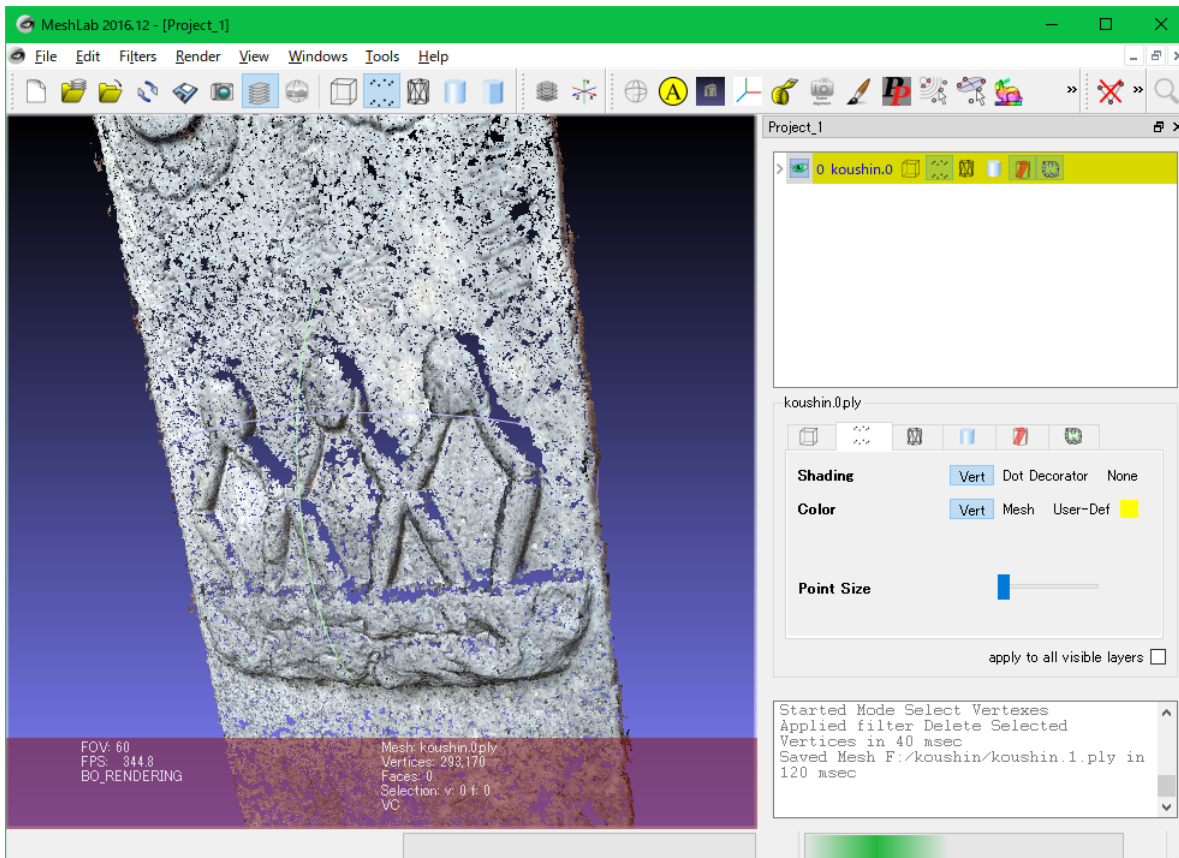 MeshLab 2016.12 - [Project_1]
File Edit Filters Render View Windows Tools Help
A PP » »
Project_1
0 koushin.0
koushin.0.ply
Shading Vert Dot Decorator None
Color Vert Mesh User-Def
Point Size
apply to all visible layers
Started Mode Select Vertexes
Applied filter Delete Selected
Vertices in 40 msec
Saved Mesh F:/koushin/koushin.1.ply in
120 msec
FOV: 60
FPS: 344.8
BO_RENDERING
Mesh: koushin.0.ply
Vertices: 293,170
Faces: 0
Selection: v: 0 f: 0
VC